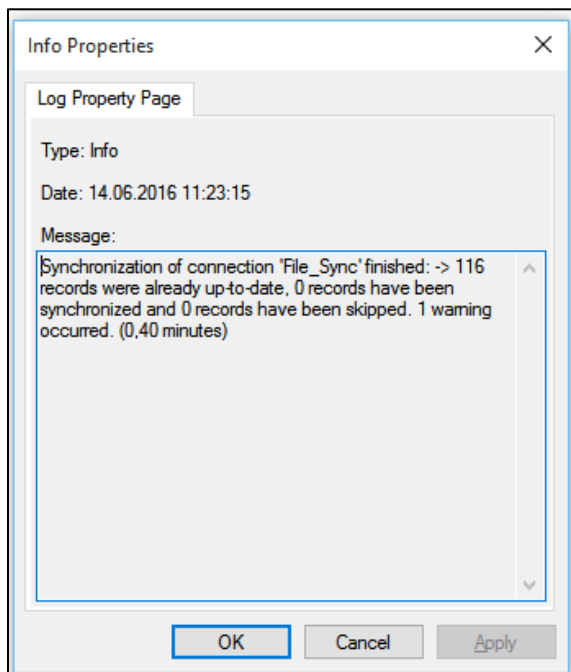 Info Properties
Log Property Page
Type: Info
Date: 14.06.2016 11:23:15
Message:
Synchronization of connection 'File_Sync' finished: -> 116
records were already up-to-date, 0 records have been
synchronized and 0 records have been skipped. 1 warning
occurred. (0,40 minutes)
OK
Cancel
Apply